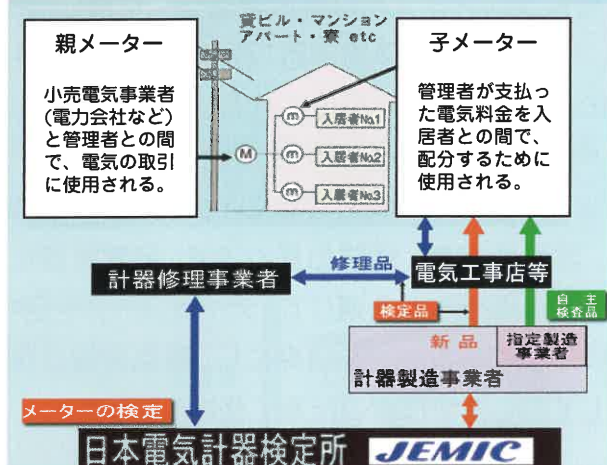 貸ビル・マンション
アパート・寮 etc
親メーター
小売電気事業者
(電力会社など)
と管理者との間
で、電気の取引
に使用される。
子メーター
管理者が支払っ
た電気料金を入
居者との間で、
配分するために
使用される。
m 入居者No.1
M
m 入居者No.2
m 入居者No.3
計器修理事業者
修理品
電気工事店等
検定品
自主
検査品
新品
指定製造
事業者
計器製造事業者
メーターの検定
日本電気計器検定所 JEMIC